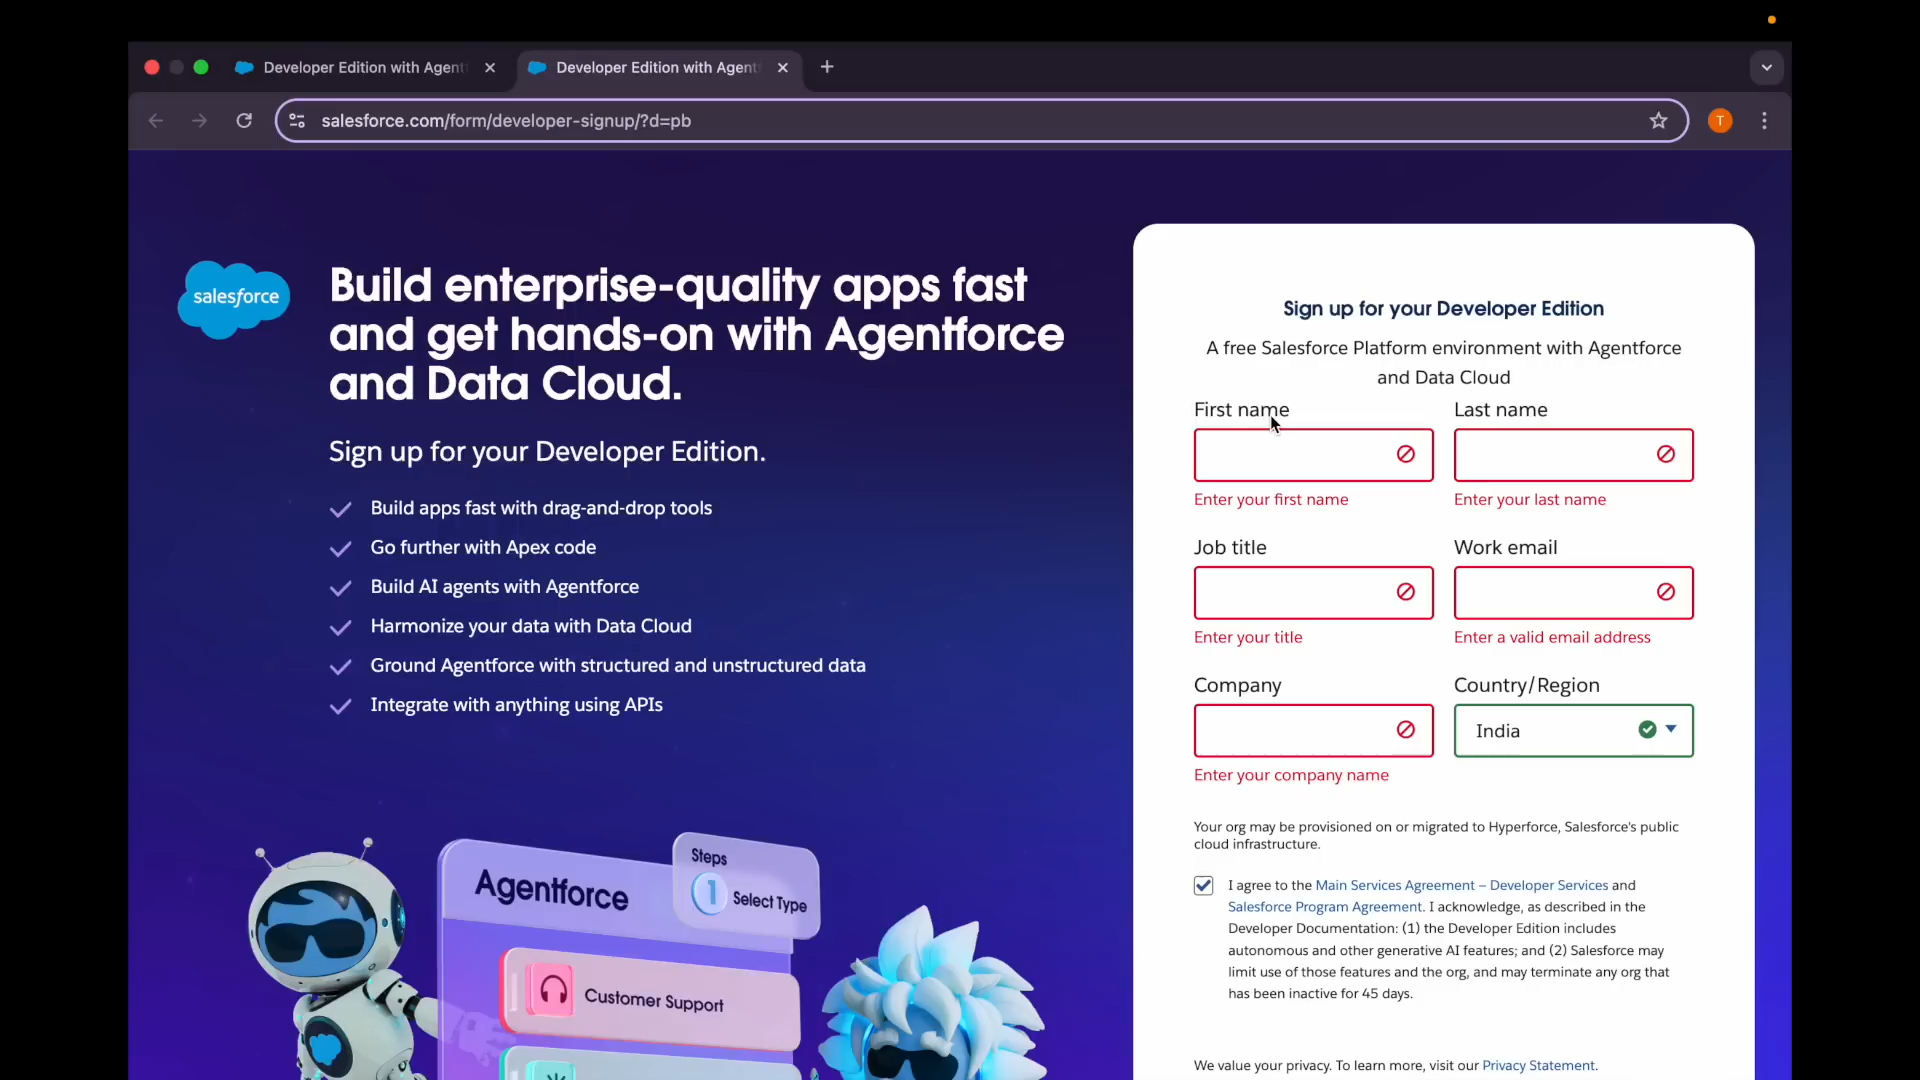 Developer Edition with Agent
Developer Edition with Agent
salesforce.com/form/developer-signup/?d=pb
T
salesforce
Build enterprise-quality apps fast
and get hands-on with Agentforce
and Data Cloud.
Sign up for your Developer Edition.
Build apps fast with drag-and-drop tools
Go further with Apex code
Build AI agents with Agentforce
Harmonize your data with Data Cloud
Ground Agentforce with structured and unstructured data
Integrate with anything using APIs
Agentforce
Steps
1 Select Type
Customer Support
Sign up for your Developer Edition
A free Salesforce Platform environment with Agentforce
and Data Cloud
First name Last name
Enter your first name Enter your last name
Job title Work email
Enter your title Enter a valid email address
Company Country/Region
India
Enter your company name
Your org may be provisioned on or migrated to Hyperforce, Salesforce's public
cloud infrastructure.
I agree to the Main Services Agreement – Developer Services and
Salesforce Program Agreement. I acknowledge, as described in the
Developer Documentation: (1) the Developer Edition includes
autonomous and other generative AI features; and (2) Salesforce may
limit use of those features and the org, and may terminate any org that
has been inactive for 45 days.
We value your privacy. To learn more, visit our Privacy Statement.